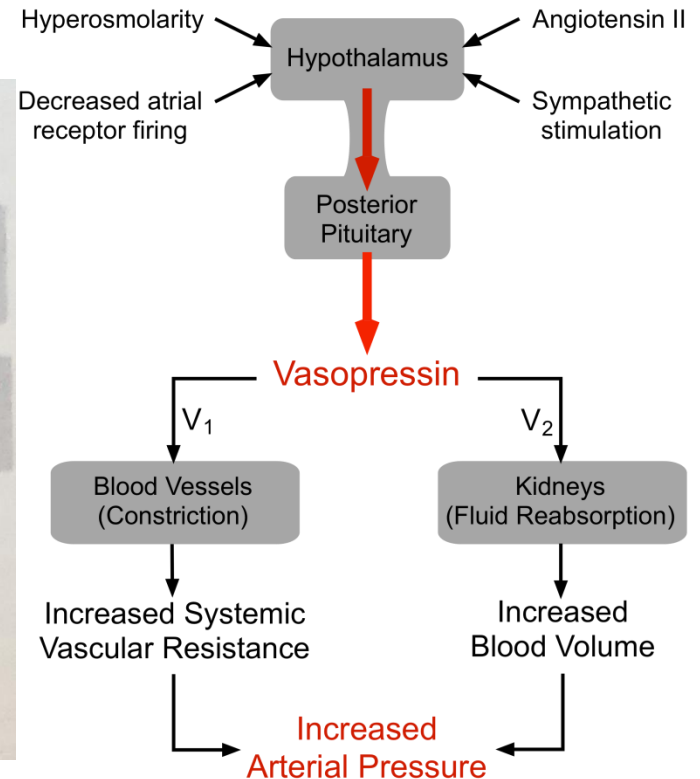 Hyperosmolarity
Angiotensin II
Hypothalamus
Decreased atrial
receptor firing
Sympathetic
stimulation
Posterior
Pituitary
Vasopressin
V₁
V₂
Blood Vessels
(Constriction)
Kidneys
(Fluid Reabsorption)
Increased Systemic
Vascular Resistance
Increased
Blood Volume
Increased
Arterial Pressure